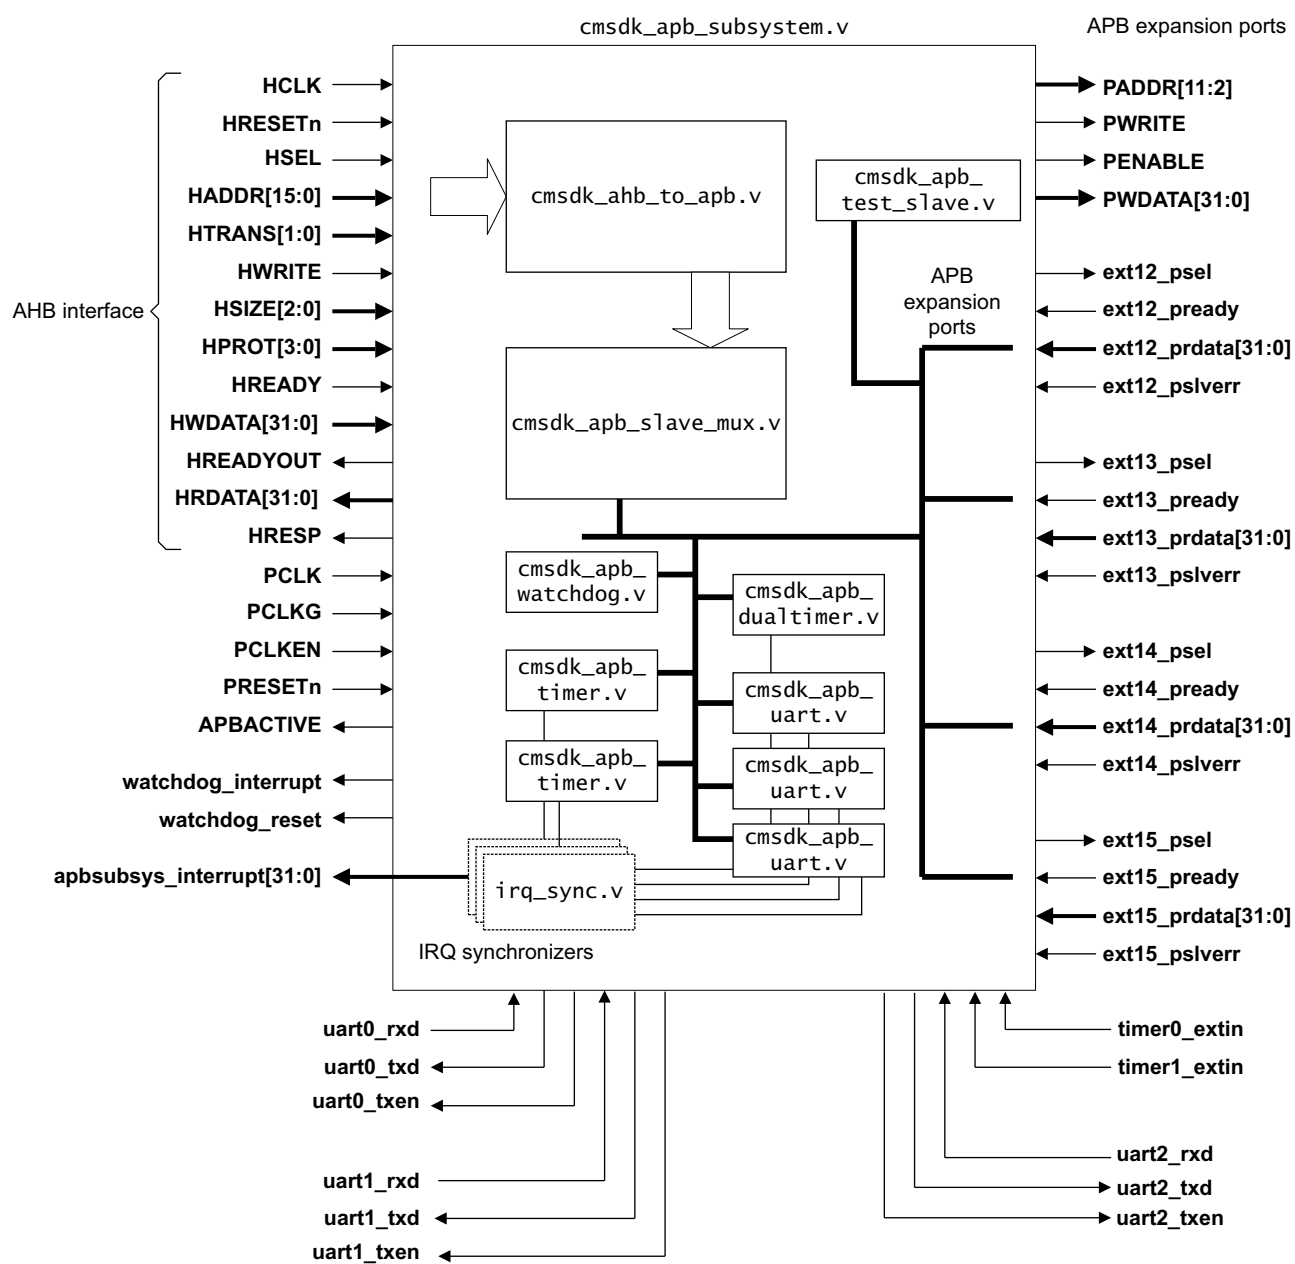 cmsdk_apb_subsystem.v
APB expansion ports
AHB interface
HCLK
HRESETn
HSEL
HADDR[15:0]
HTRANS[1:0]
HWRITE
HSIZE[2:0]
HPROT[3:0]
HREADY
HWDATA[31:0]
HREADYOUT
HRDATA[31:0]
HRESP
PCLK
PCLKG
PCLKEN
PRESETn
APBACTIVE
watchdog_interrupt
watchdog_reset
apbsubsys_interrupt[31:0]
cmsdk_ahb_to_apb.v
cmsdk_apb_slave_mux.v
cmsdk_apb_
test_slave.v
APB
expansion
ports
cmsdk_apb_
watchdog.v
cmsdk_apb_
dualtimer.v
cmsdk_apb_
timer.v
cmsdk_apb_
uart.v
cmsdk_apb_
timer.v
cmsdk_apb_
uart.v
cmsdk_apb_
uart.v
irq_sync.v
IRQ synchronizers
PADDR[11:2]
PWRITE
PENABLE
PWDATA[31:0]
ext12_psel
ext12_pready
ext12_prdata[31:0]
ext12_pslverr
ext13_psel
ext13_pready
ext13_prdata[31:0]
ext13_pslverr
ext14_psel
ext14_pready
ext14_prdata[31:0]
ext14_pslverr
ext15_psel
ext15_pready
ext15_prdata[31:0]
ext15_pslverr
uart0_rxd
uart0_txd
uart0_txen
uart1_rxd
uart1_txd
uart1_txen
timer0_extin
timer1_extin
uart2_rxd
uart2_txd
uart2_txen